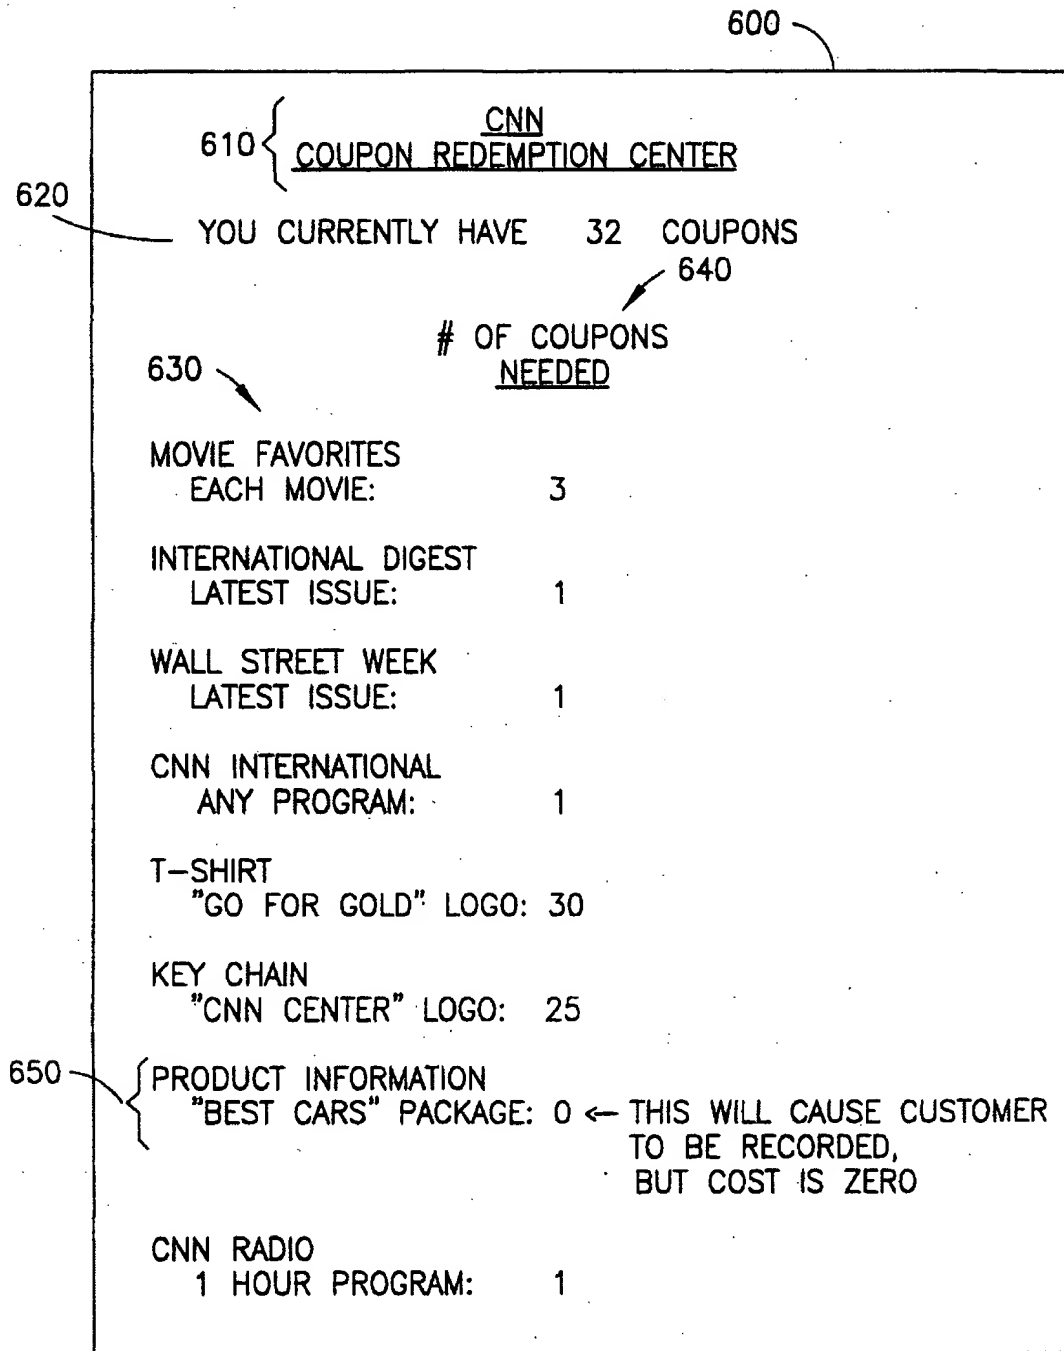 600
610 CNN
COUPON REDEMPTION CENTER
620
YOU CURRENTLY HAVE 32 COUPONS
640
# OF COUPONS
NEEDED
630
MOVIE FAVORITES
EACH MOVIE: 3
INTERNATIONAL DIGEST
LATEST ISSUE: 1
WALL STREET WEEK
LATEST ISSUE: 1
CNN INTERNATIONAL
ANY PROGRAM: 1
T-SHIRT
"GO FOR GOLD" LOGO: 30
KEY CHAIN
"CNN CENTER" LOGO: 25
650 PRODUCT INFORMATION
"BEST CARS" PACKAGE: 0 ← THIS WILL CAUSE CUSTOMER
TO BE RECORDED,
BUT COST IS ZERO
CNN RADIO
1 HOUR PROGRAM: 1